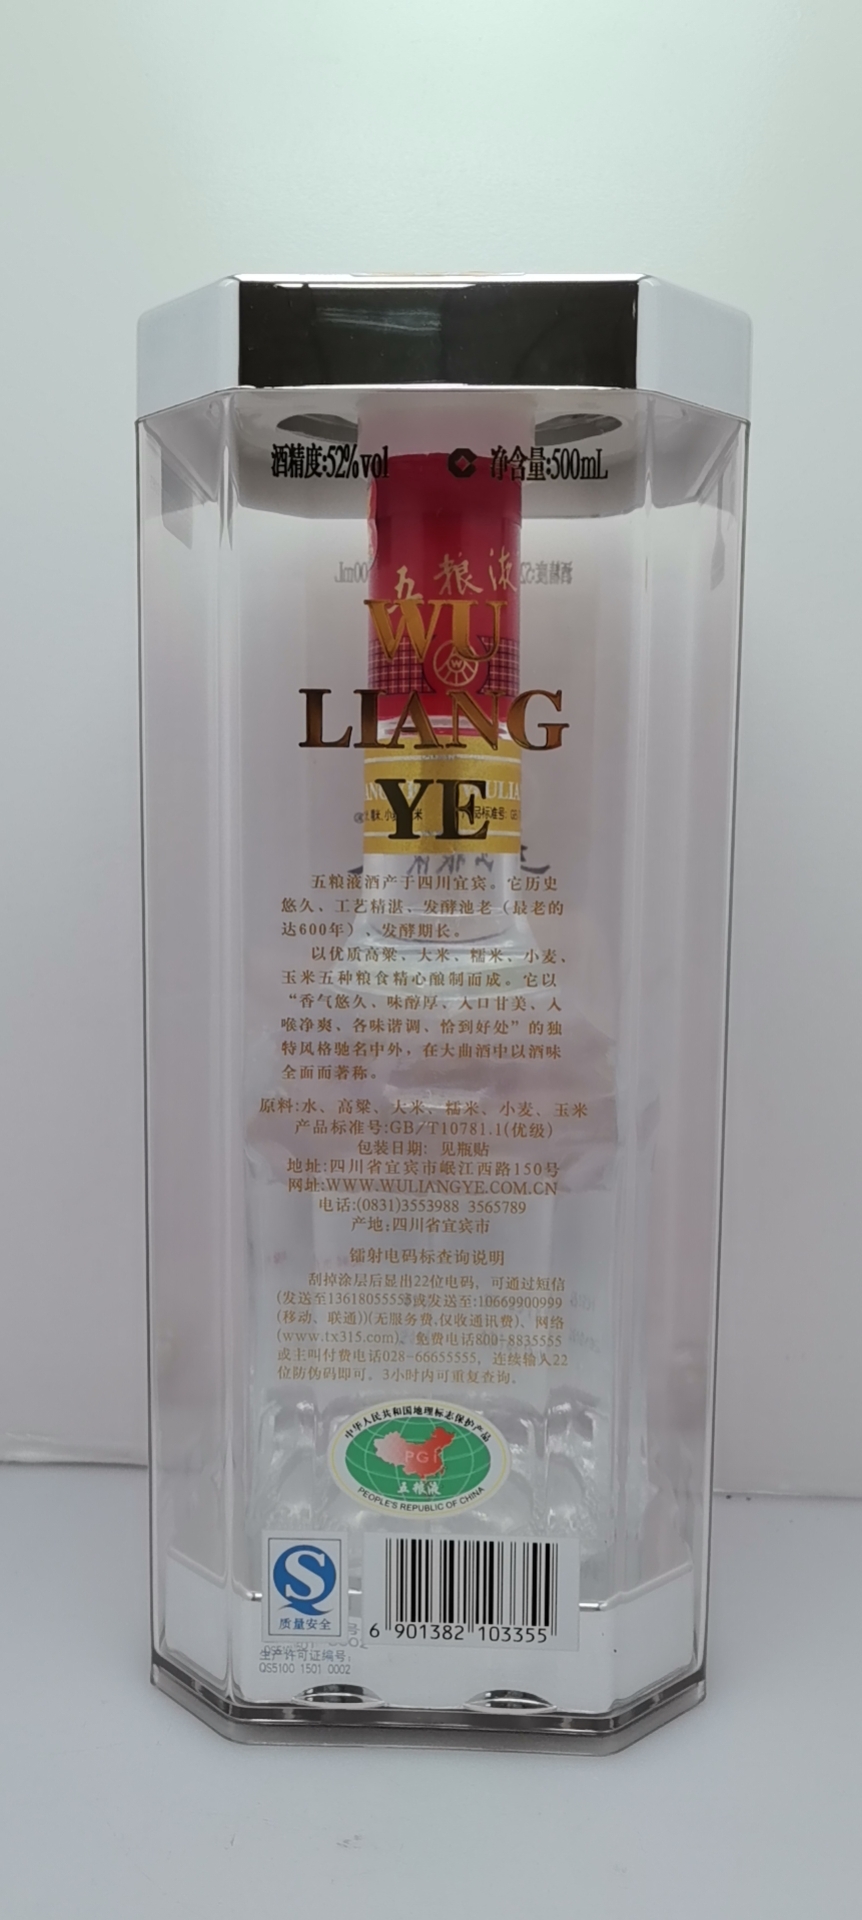 酒精度:52%vol 净含量:500mL
五粮液
WU
LIANG
YE
五粮液酒产于四川宜宾。它历史
悠久、工艺精湛、发酵池老（最老的
达600年）、发酵期长。
以优质高粱、大米、糯米、小麦、
玉米五种粮食精心酿制而成。它以
“香气悠久、味醇厚、入口甘美、入
喉净爽、各味谐调、恰到好处”的独
特风格驰名中外，在大曲酒中以酒味
全面而著称。
原料:水、高粱、大米、糯米、小麦、玉米
产品标准号:GB/T10781.1(优级)
包装日期: 见瓶贴
地址:四川省宜宾市岷江西路150号
网址:WWW.WULIANGYE.COM.CN
电话:(0831)3553988 3565789
产地:四川省宜宾市
镭射电码标查询说明
刮掉涂层后显出22位电码，可通过短信
(发送至13618055555或发送至:10669900999
(移动、联通))(无服务费,仅收通讯费)、网络
(www.tx315.com)、免费电话800-8835555
或主叫付费电话028-66655555，连续输入22
位防伪码即可。3小时内可重复查询。
中华人民共和国地理标志保护产品
PGI
五粮液
PEOPLE'S REPUBLIC OF CHINA
质量安全
6 901382 103355
生产许可证编号:
QS5100 1501 0002